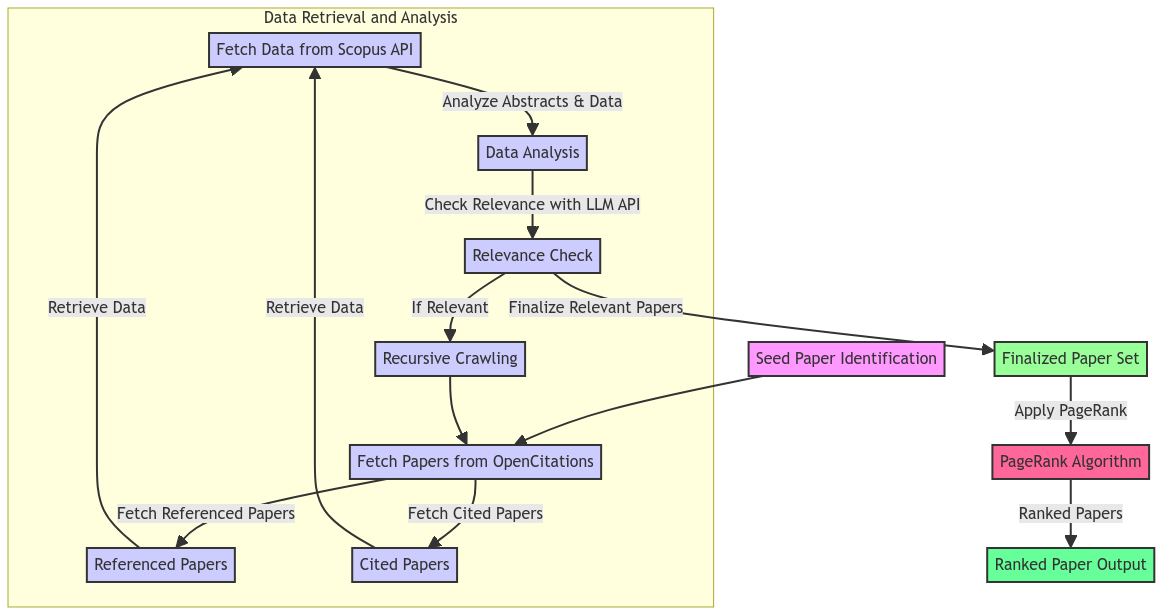 Data Retrieval and Analysis
Fetch Data from Scopus API
Analyze Abstracts & Data
Data Analysis
Check Relevance with LLM API
Relevance Check
Retrieve Data
Retrieve Data
If Relevant
Finalize Relevant Papers
Recursive Crawling
Seed Paper Identification
Finalized Paper Set
Apply PageRank
Fetch Papers from OpenCitations
PageRank Algorithm
Fetch Referenced Papers
Fetch Cited Papers
Ranked Papers
Referenced Papers
Cited Papers
Ranked Paper Output